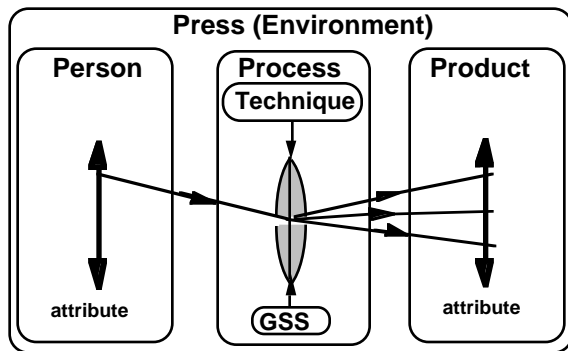 Press (Environment)
Person
Process
Product
Technique
attribute
GSS
attribute